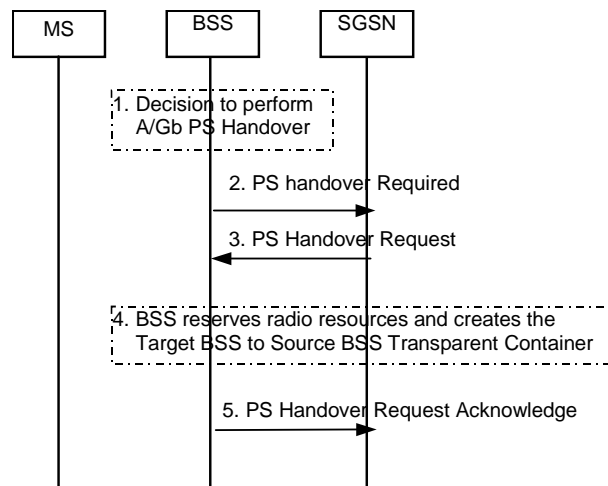 MS BSS SGSN
1. Decision to perform
A/Gb PS Handover
2. PS handover Required
3. PS Handover Request
4. BSS reserves radio resources and creates the
Target BSS to Source BSS Transparent Container
5. PS Handover Request Acknowledge